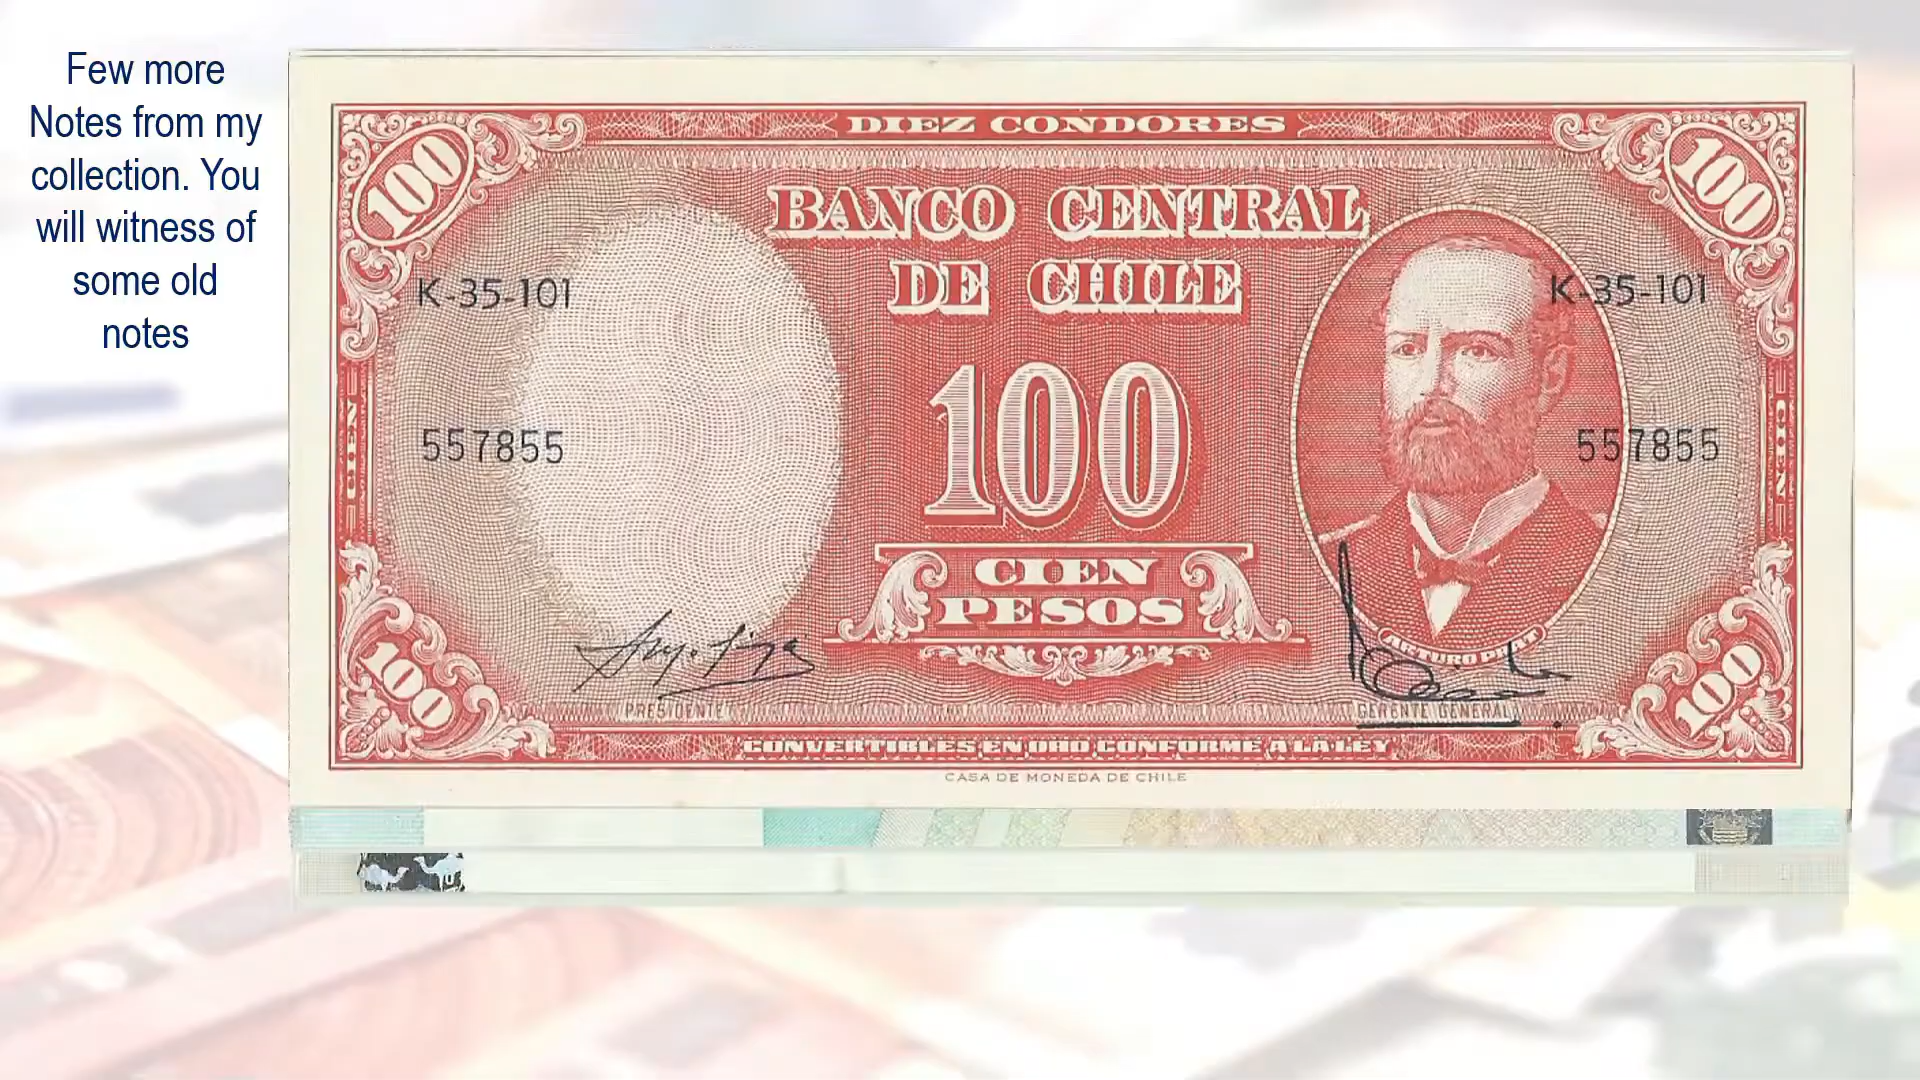 Few more
Notes from my
collection. You
will witness of
some old
notes
DIEZ CONDORES
100
100
BANCO CENTRAL
DE CHILE
K-35-101
K-35-101
100
CIEN
CIEN
557855
557855
CIEN
PESOS
ARTURO PRAT
100
100
PRESIDENTE
GERENTE GENERAL
CONVERTIBLES EN ORO CONFORME A LA LEY
CASA DE MONEDA DE CHILE